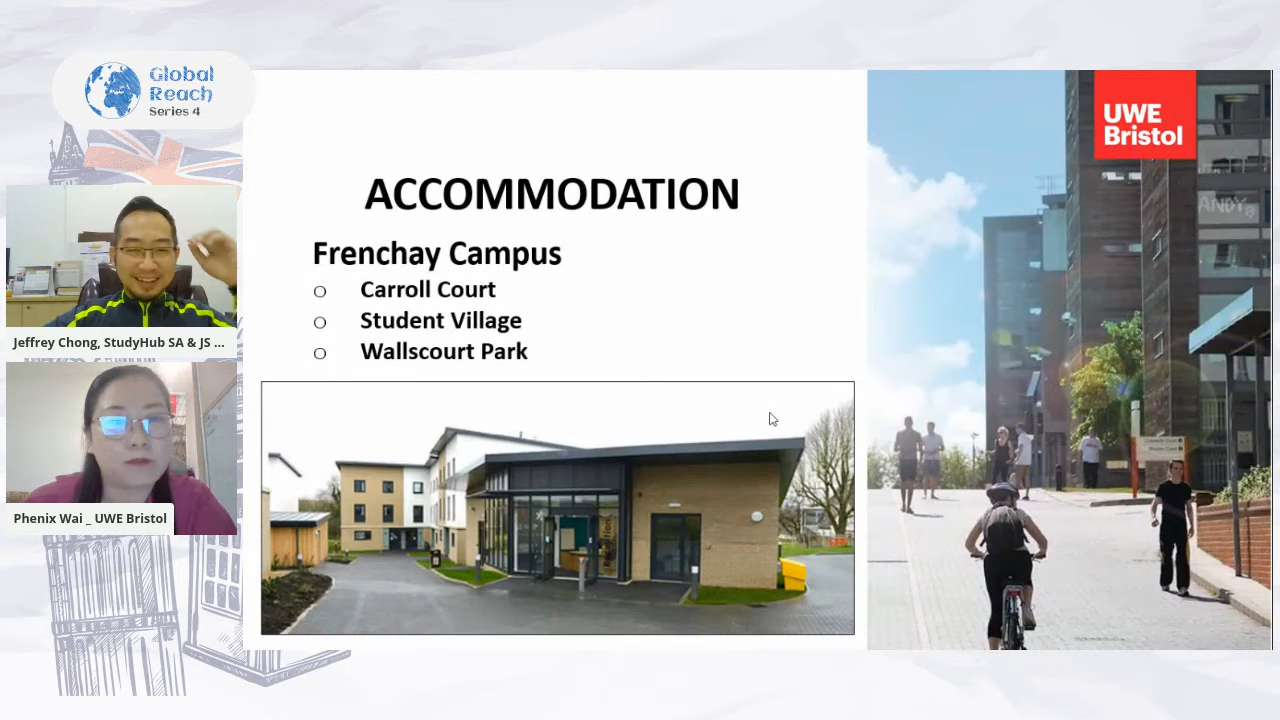 Global
Reach
Series 4
UWE
Bristol
ACCOMMODATION
Frenchay Campus
o Carroll Court
o Student Village
o Wallscourt Park
Jeffrey Chong, StudyHub SA & JS ...
Phenix Wai _ UWE Bristol
ANDY